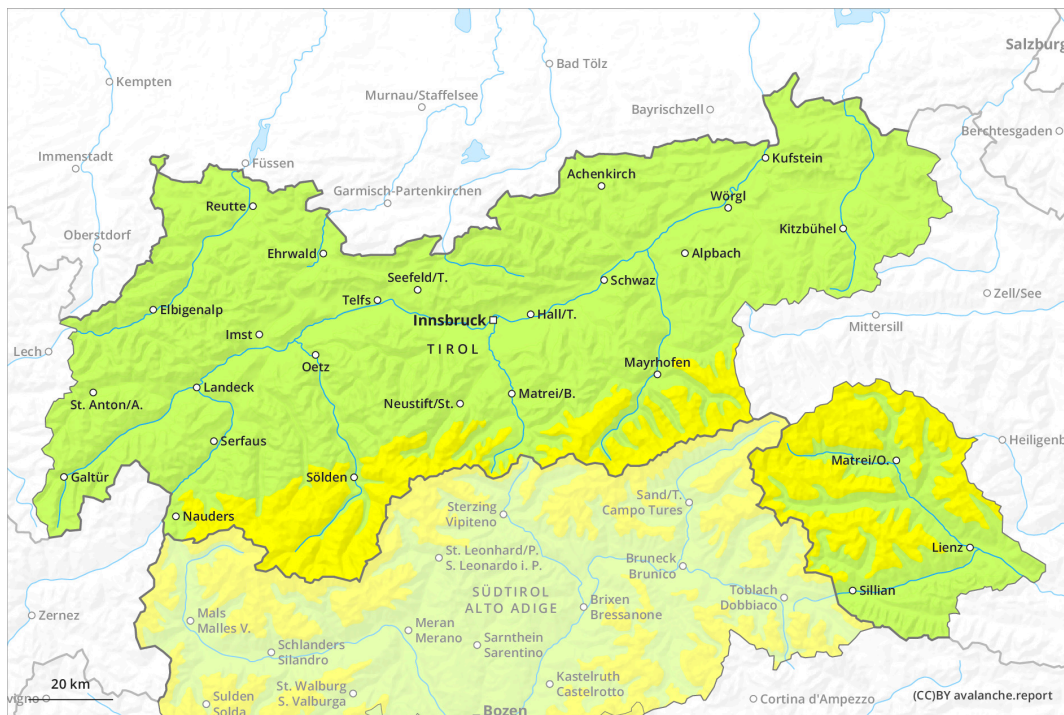 Salzburg
Kempten
Bad Tölz
Murnau/Staffelsee
Bayrischzell
Berchtesgaden
Immenstadt
Füssen
Kufstein
Achenkirch
Garmisch-Partenkirchen
Wörgl
Reutte
Kitzbühel
Oberstdorf
Ehrwald
Alpbach
Seefeld/T.
Schwaz
Zell/See
Telfs
Elbigenalp
Innsbruck
Hall/T.
Mittersill
Imst
TIROL
Lech
Oetz
Mayrhofen
Landeck
Matrei/B.
St. Anton/A.
Neustift/St.
Serfaus
Heiligenb
Matrei/O.
Galtür
Sölden
Sand/T.
Campo Tures
Sterzing
Vipiteno
Nauders
Lienz
St. Leonhard/P.
S. Leonardo i. P.
Bruneck
Brunico
SÜDTIROL
ALTO ADIGE
Toblach
Dobbiaco
Sillian
Brixen
Bressanone
Zernez
Mals
Malles V.
Meran
Merano
Sarnthein
Sarentino
Schlanders
Silandro
Kastelruth
Castelrotto
20 km
St. Walburg
S. Valburga
vigno
Sulden
Solda
Cortina d'Ampezzo
(CC)BY avalanche.report
Bozen